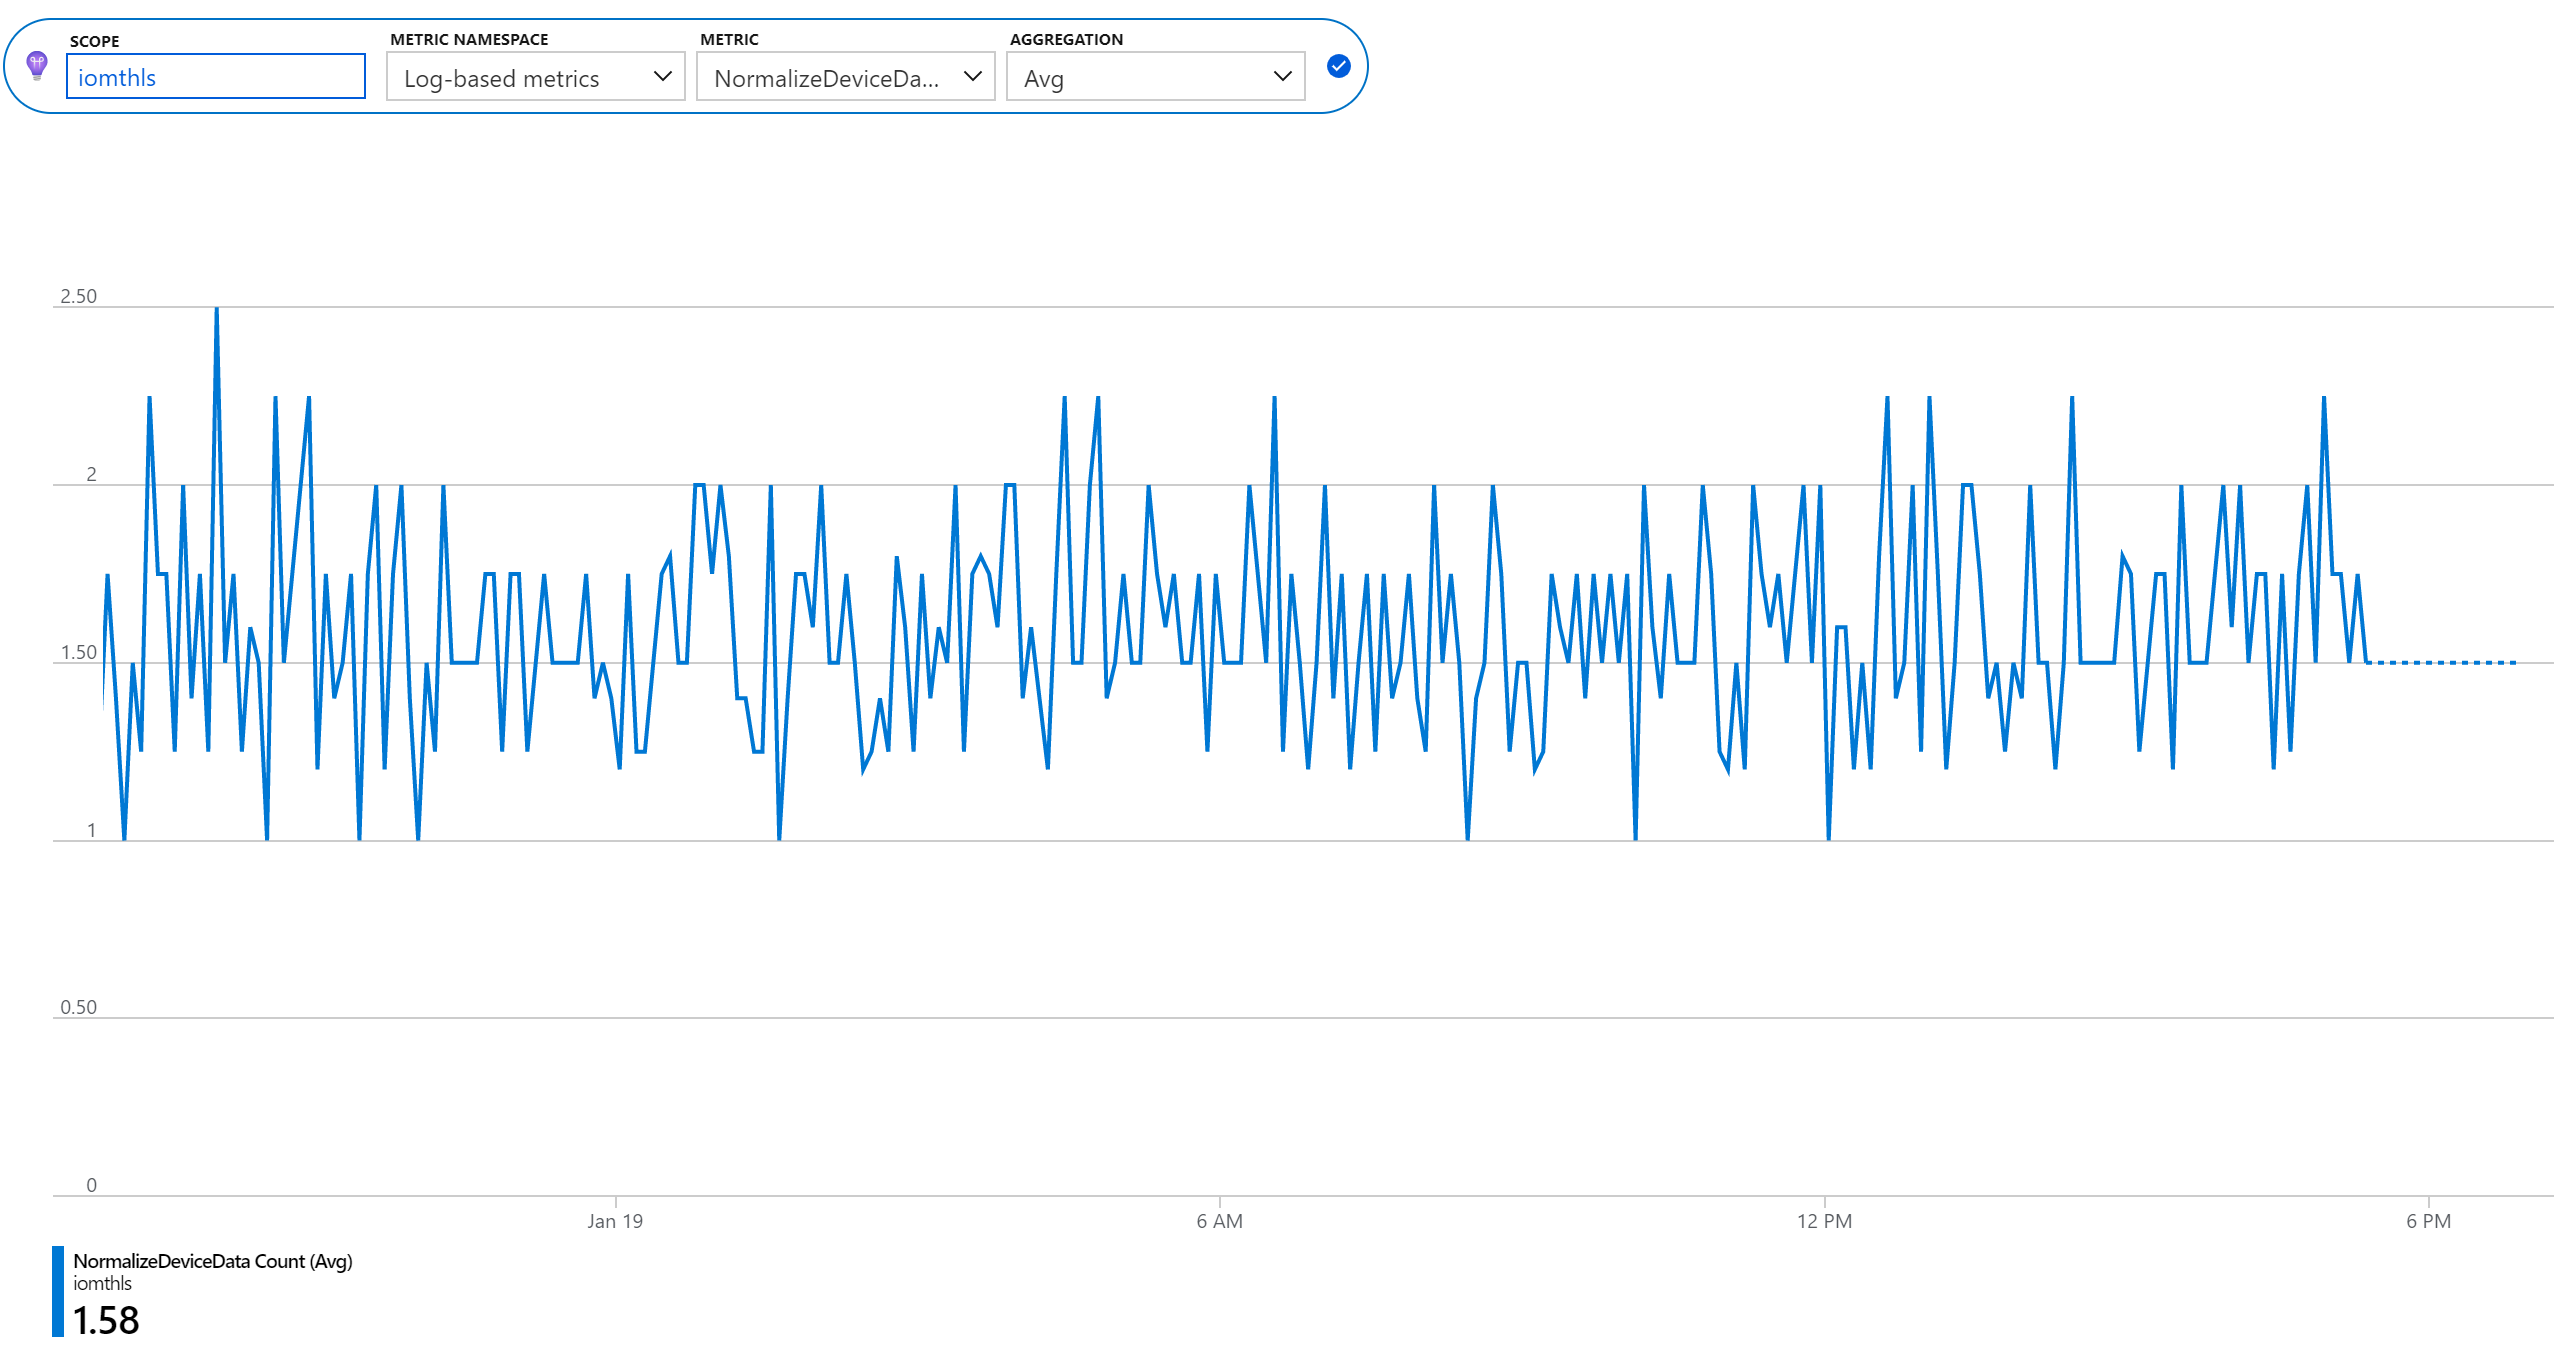 SCOPE
iomthls
METRIC NAMESPACE
Log-based metrics
METRIC
NormalizeDeviceDa...
AGGREGATION
Avg
2.50
2
1.50
1
0.50
0
Jan 19
6 AM
12 PM
6 PM
NormalizeDeviceData Count (Avg)
iomthls
1.58